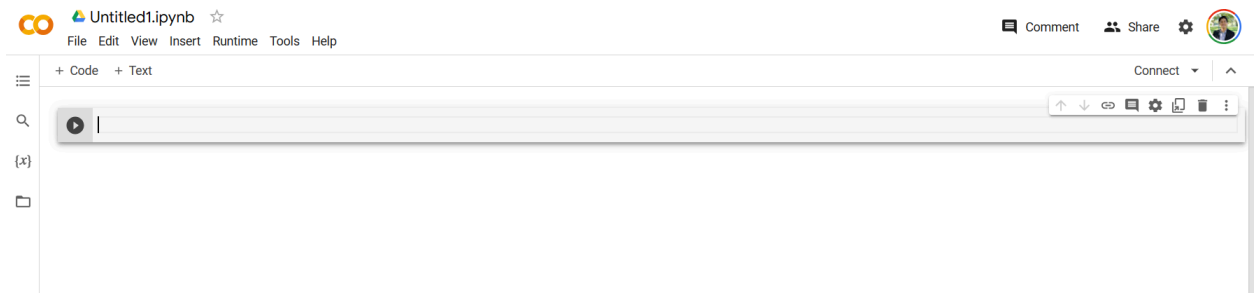 CO Untitled1.ipynb
File Edit View Insert Runtime Tools Help
Comment Share
+ Code + Text
Connect
{x}